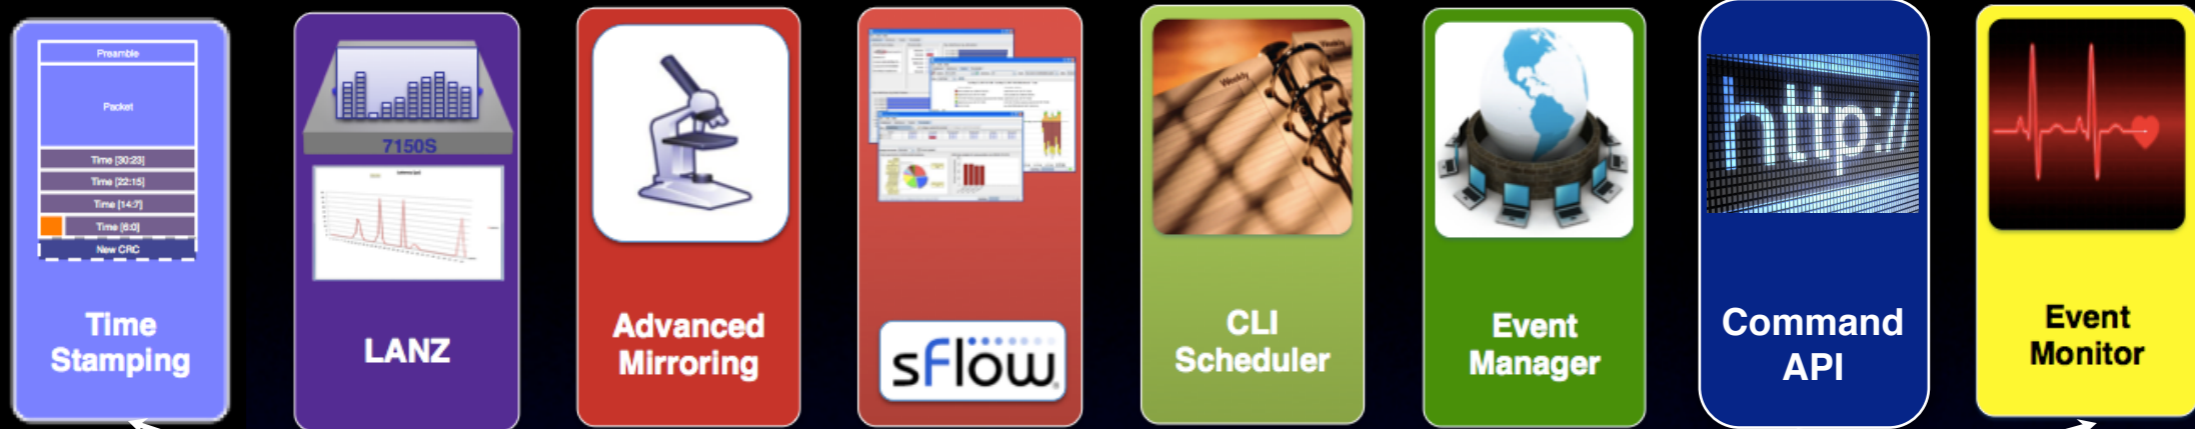 Preamble
Packet
Time [30:23]
Time [22:15]
Time [14:7]
Time [6:0]
New CRC
Time
Stamping
7150S
LANZ
Advanced
Mirroring
sFlow
Weekly
Weekly
CLI
Scheduler
Event
Manager
http://
Command
API
Event
Monitor